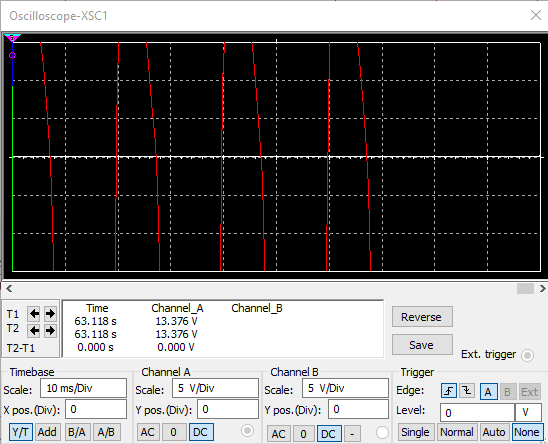 Oscilloscope-XSC1
Time Channel_A Channel_B
T1 63.118 s 13.376 V
T2 63.118 s 13.376 V
T2-T1 0.000 s 0.000 V
Reverse
Save
Ext. trigger
Timebase
Scale: 10 ms/Div
X pos.(Div): 0
Y/T Add B/A A/B
Channel A
Scale: 5 V/Div
Y pos.(Div): 0
AC 0 DC
Channel B
Scale: 5 V/Div
Y pos.(Div): 0
AC 0 DC -
Trigger
Edge: A B Ext
Level: 0 V
Single Normal Auto None